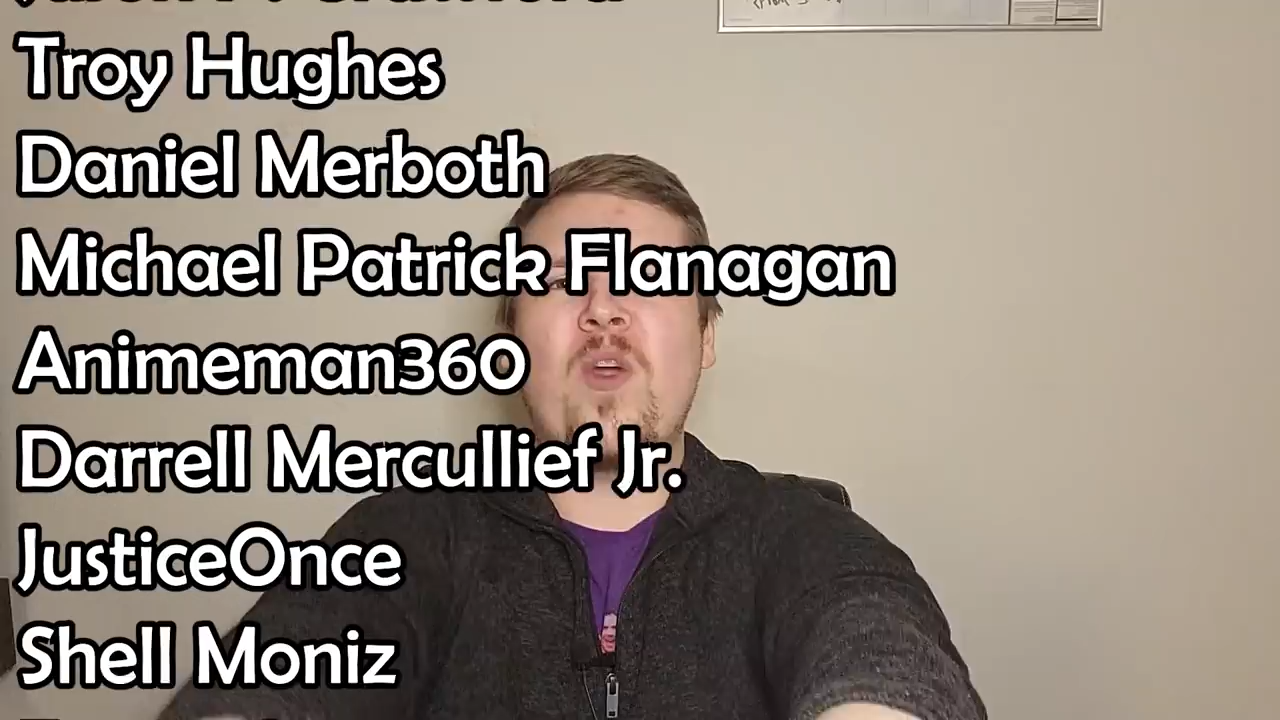 Troy Hughes
Daniel Merboth
Michael Patrick Flanagan
Animeman360
Darrell Mercullief Jr.
JusticeOnce
Shell Moniz